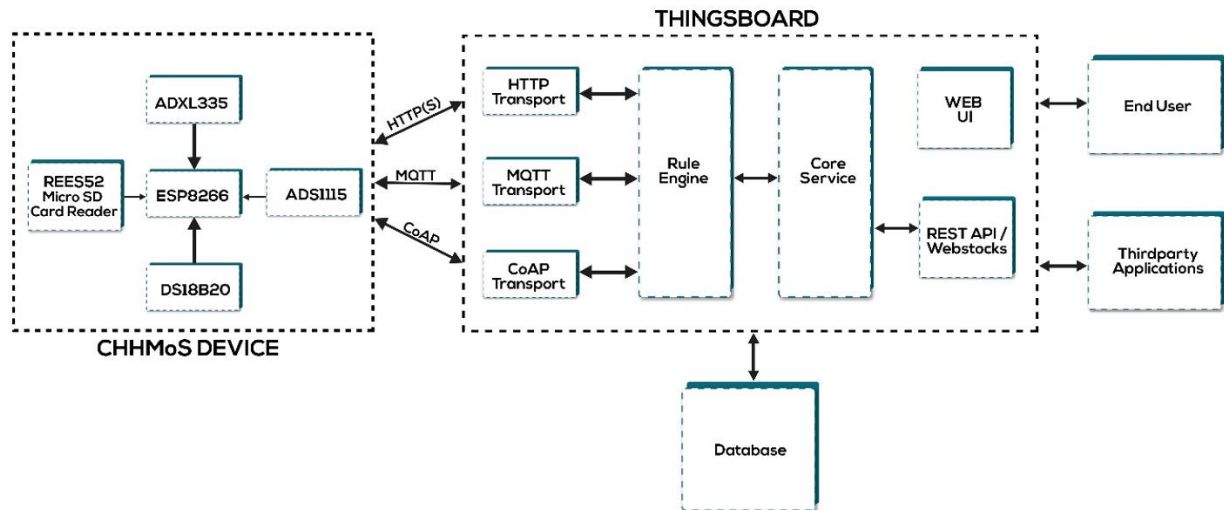 THINGSBOARD
ADXL335
REES52
Micro SD
Card Reader
ESP8266
ADS1115
DS18B20
CHHMoS DEVICE
HTTP(S)
MQTT
CoAP
HTTP
Transport
MQTT
Transport
CoAP
Transport
Rule
Engine
Core
Service
WEB
UI
REST API /
Webstocks
End User
Thirdparty
Applications
Database